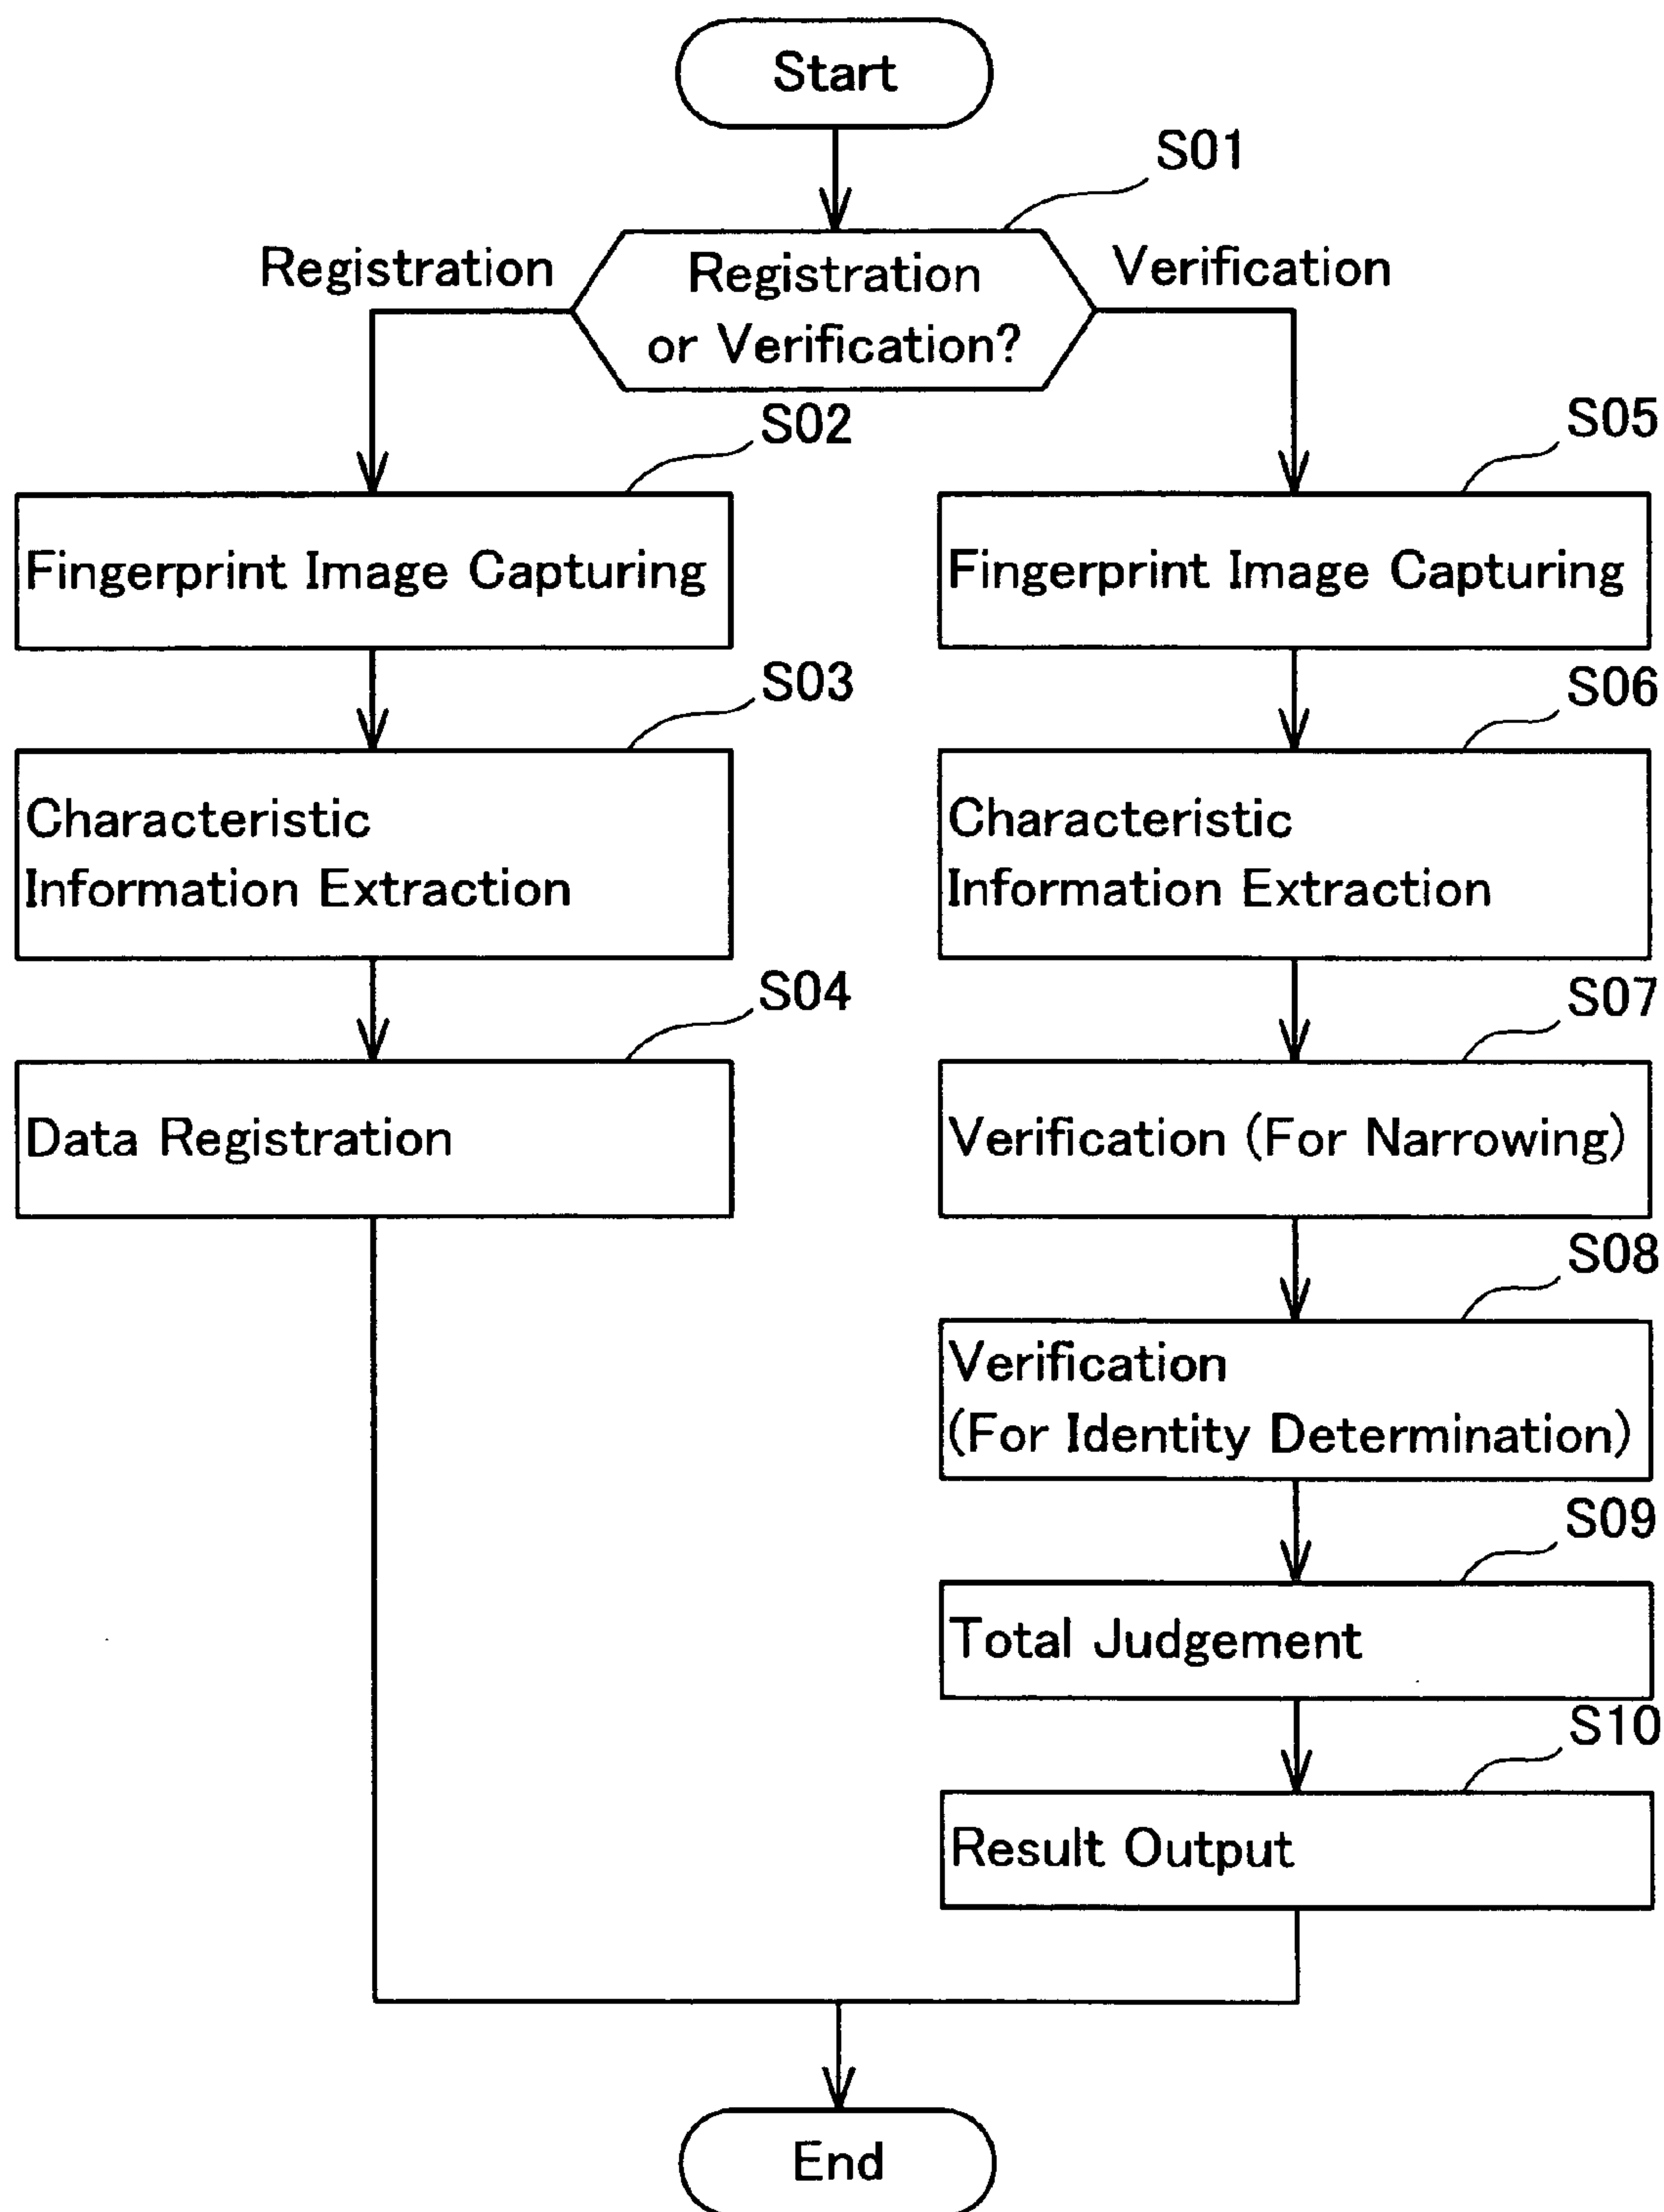 Start
S01
Registration
Registration
or Verification?
Verification
S02
Fingerprint Image Capturing
S03
Characteristic
Information Extraction
S04
Data Registration
S05
Fingerprint Image Capturing
S06
Characteristic
Information Extraction
S07
Verification (For Narrowing)
S08
Verification
(For Identity Determination)
S09
Total Judgement
S10
Result Output
End